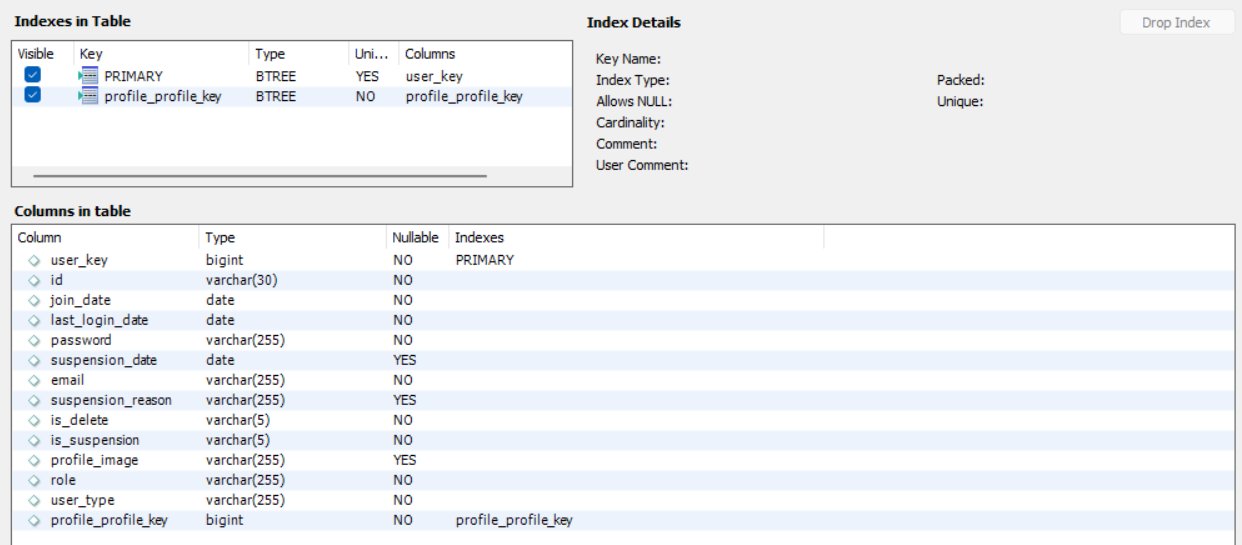 Indexes in Table
Visible Key Type Uni... Columns
PRIMARY BTREE YES user_key
profile_profile_key BTREE NO profile_profile_key
Index Details
Drop Index
Key Name:
Index Type: Packed:
Allows NULL: Unique:
Cardinality:
Comment:
User Comment:
Columns in table
Column Type Nullable Indexes
user_key bigint NO PRIMARY
id varchar(30) NO
join_date date NO
last_login_date date NO
password varchar(255) NO
suspension_date date YES
email varchar(255) NO
suspension_reason varchar(255) YES
is_delete varchar(5) NO
is_suspension varchar(5) NO
profile_image varchar(255) YES
role varchar(255) NO
user_type varchar(255) NO
profile_profile_key bigint NO profile_profile_key